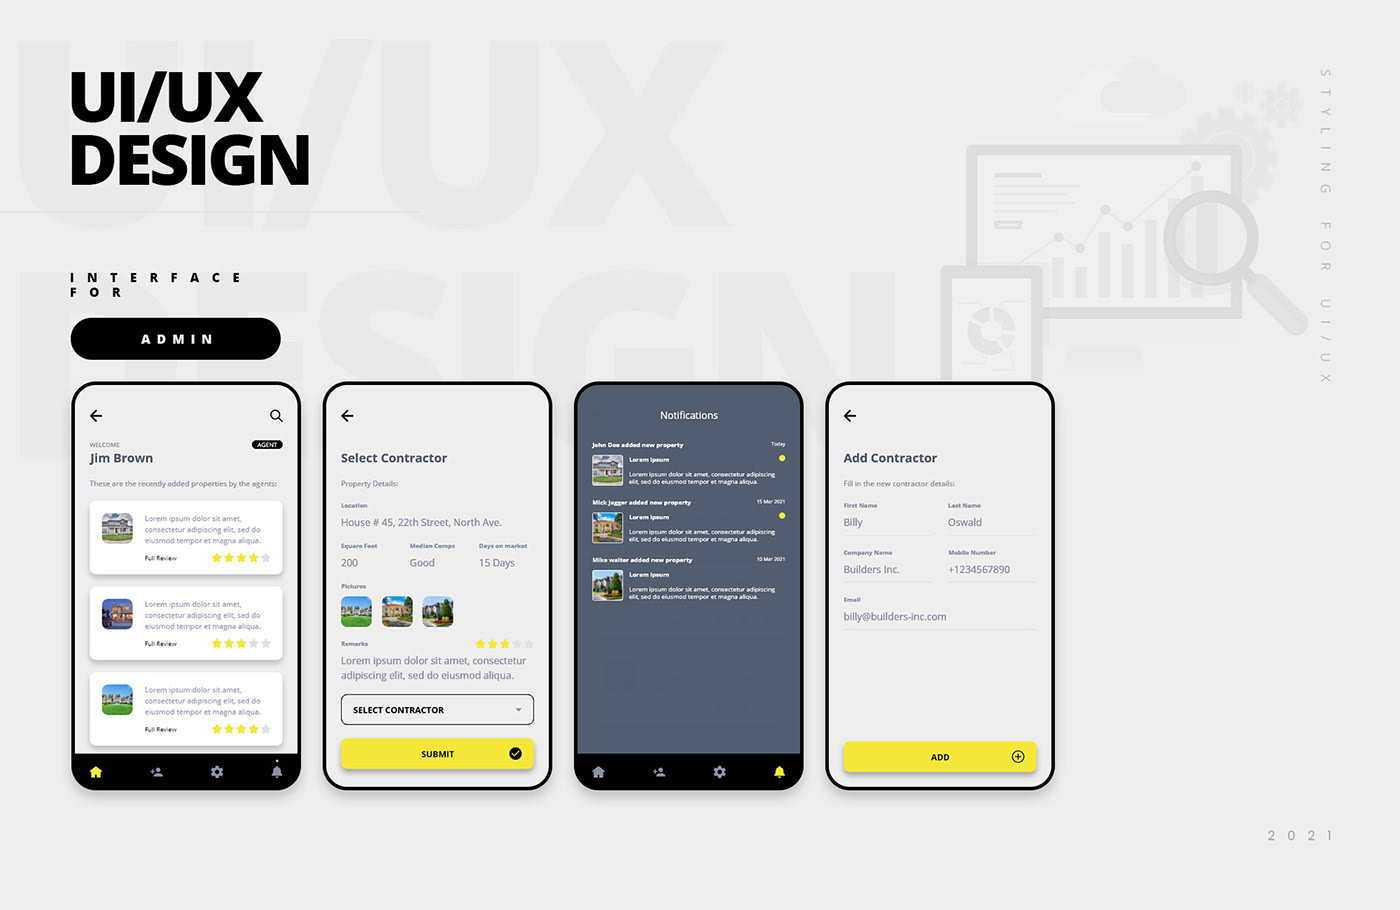 UI/UX
DESIGN
INTERFACE
FOR
ADMIN
STYLING FOR UI/UX
WELCOME
AGENT
Jim Brown
These are the recently added properties by the agents:
Lorem ipsum dolor sit amet,
consectetur adipiscing elit, sed do
eiusmod tempor et magna aliqua.
Full Review
Lorem ipsum dolor sit amet,
consectetur adipiscing elit, sed do
eiusmod tempor et magna aliqua.
Full Review
Lorem ipsum dolor sit amet,
consectetur adipiscing elit, sed do
eiusmod tempor et magna aliqua.
Full Review
Select Contractor
Property Details:
Location
House # 45, 22th Street, North Ave.
Square Feet Median Comps Days on market
200 Good 15 Days
Pictures
Remarks
Lorem ipsum dolor sit amet, consectetur
adipiscing elit, sed do eiusmod aliqua.
SELECT CONTRACTOR
SUBMIT
Notifications
John Doe added new property Today
Lorem Ipsum
Lorem ipsum dolor sit amet, consectetur adipiscing
elit, sed do eiusmod tempor et magna aliqua.
Mick Jagger added new property 15 Mar 2021
Lorem Ipsum
Lorem ipsum dolor sit amet, consectetur adipiscing
elit, sed do eiusmod tempor et magna aliqua.
Mike walter added new property 10 Mar 2021
Lorem Ipsum
Lorem ipsum dolor sit amet, consectetur adipiscing
elit, sed do eiusmod tempor et magna aliqua.
Add Contractor
Fill in the new contractor details:
First Name Last Name
Billy Oswald
Company Name Mobile Number
Builders Inc. +1234567890
Email
billy@builders-inc.com
ADD
2021
UI/UX
DESIGN